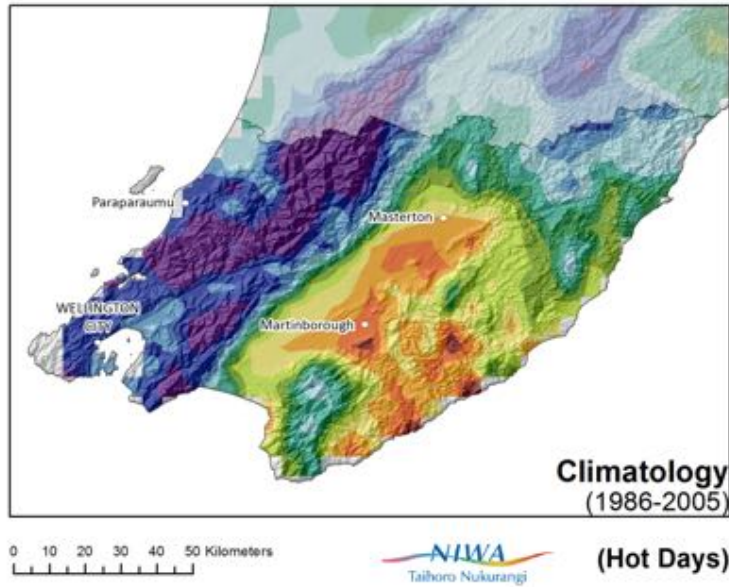 Paraparaumu
Masterton
WELLINGTON
CITY
Martinborough
Climatology
(1986-2005)
0 10 20 30 40 50 Kilometers
NIWA
Taihoro Nukurangi
(Hot Days)